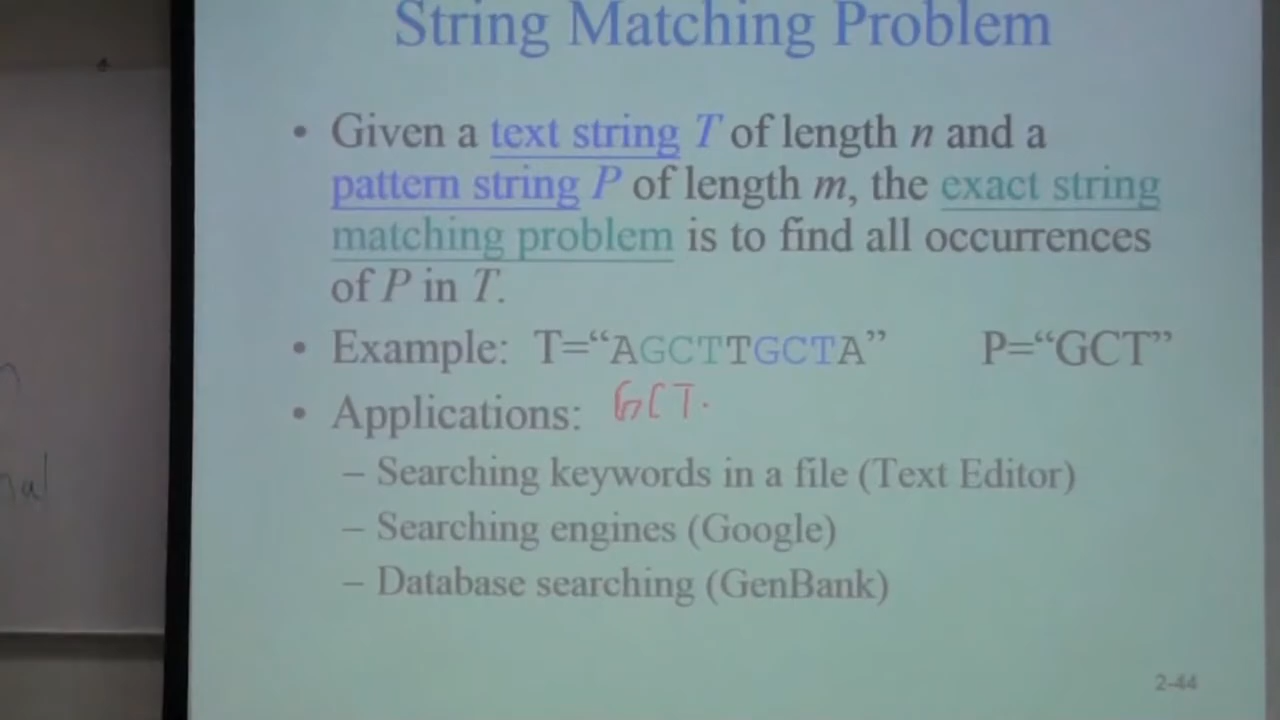 String Matching Problem
• Given a text string T of length n and a
pattern string P of length m, the exact string
matching problem is to find all occurrences
of P in T.
• Example: T=“AGCTTGCTA” P=“GCT”
GCT.
• Applications:
– Searching keywords in a file (Text Editor)
– Searching engines (Google)
– Database searching (GenBank)
2-44